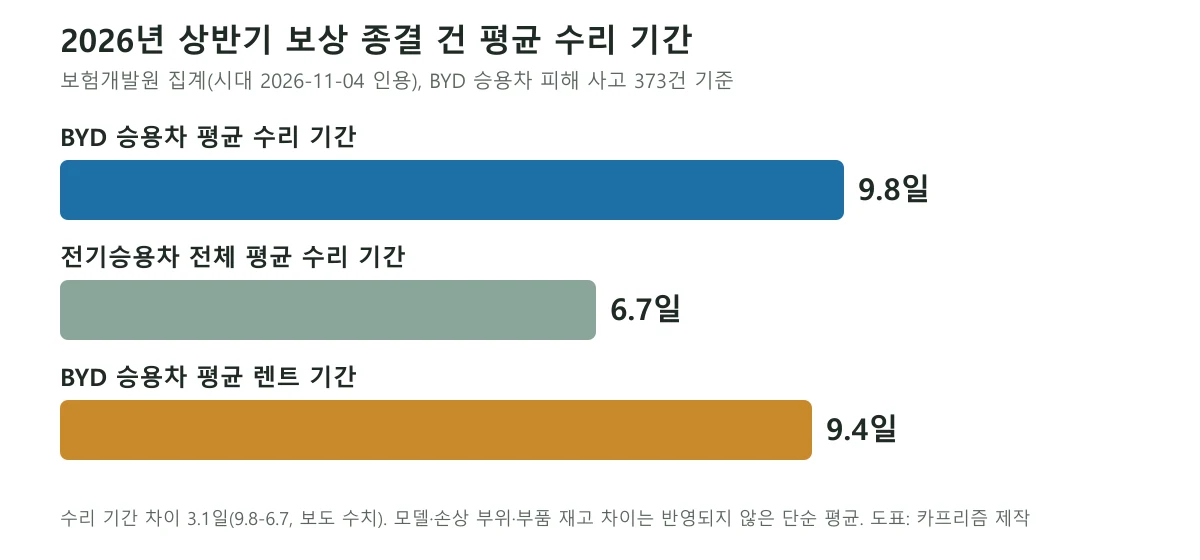 2026년 상반기 보상 종결 건 평균 수리 기간
보험개발원 집계(시대 2026-11-04 인용), BYD 승용차 피해 사고 373건 기준
BYD 승용차 평균 수리 기간
9.8일
전기승용차 전체 평균 수리 기간
6.7일
BYD 승용차 평균 렌트 기간
9.4일
수리 기간 차이 3.1일(9.8-6.7, 보도 수치). 모델·손상 부위·부품 재고 차이는 반영되지 않은 단순 평균. 도표: 카프리즘 제작